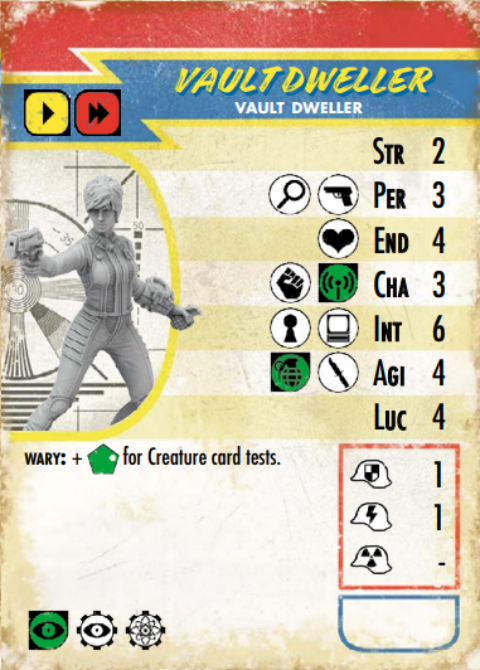 VAULT DWELLER
VAULT DWELLER
STR 2
PER 3
END 4
CHA 3
INT 6
AGI 4
LUC 4
50
WARY: + for Creature card tests.
1
1
-